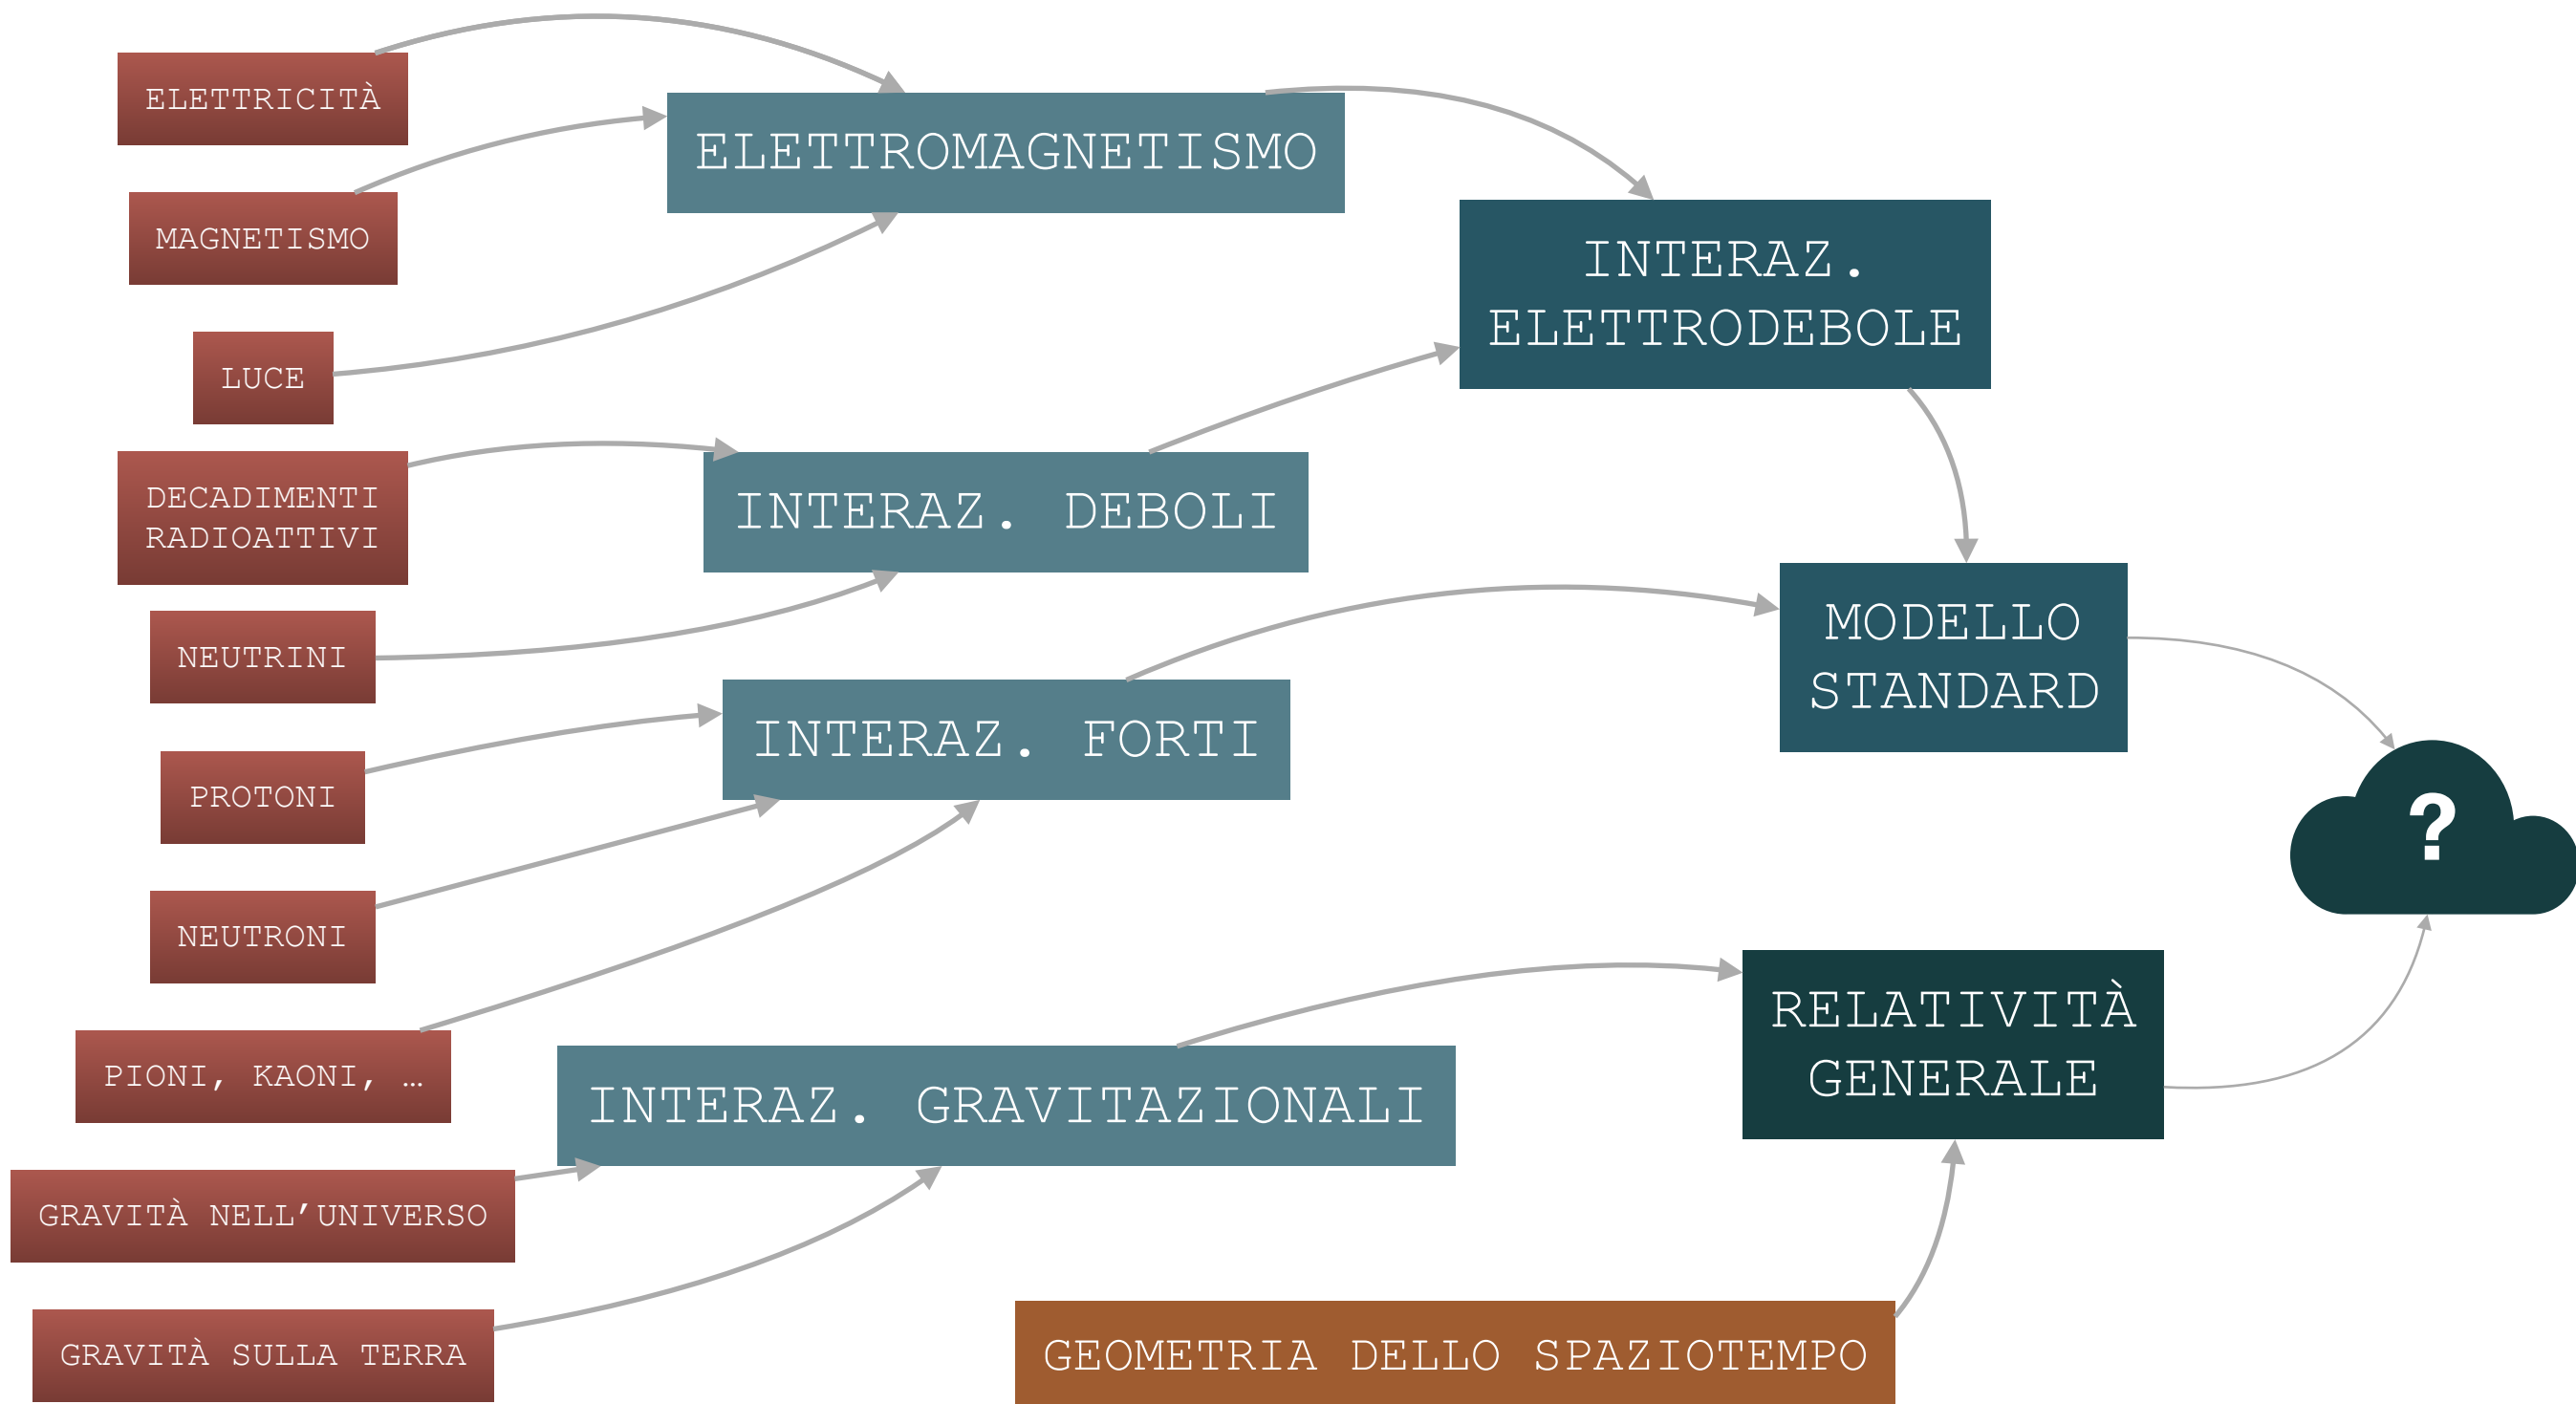 ELETTRICITÀ
MAGNETISMO
LUCE
DECADIMENTI
RADIOATTIVI
NEUTRINI
PROTONI
NEUTRONI
PIONI, KAONI, …
GRAVITÀ NELL’UNIVERSO
GRAVITÀ SULLA TERRA
ELETTROMAGNETISMO
INTERAZ. DEBOLI
INTERAZ. FORTI
INTERAZ. GRAVITAZIONALI
GEOMETRIA DELLO SPAZIOTEMPO
INTERAZ.
ELETTRODEBOLE
MODELLO
STANDARD
RELATIVITÀ
GENERALE
?